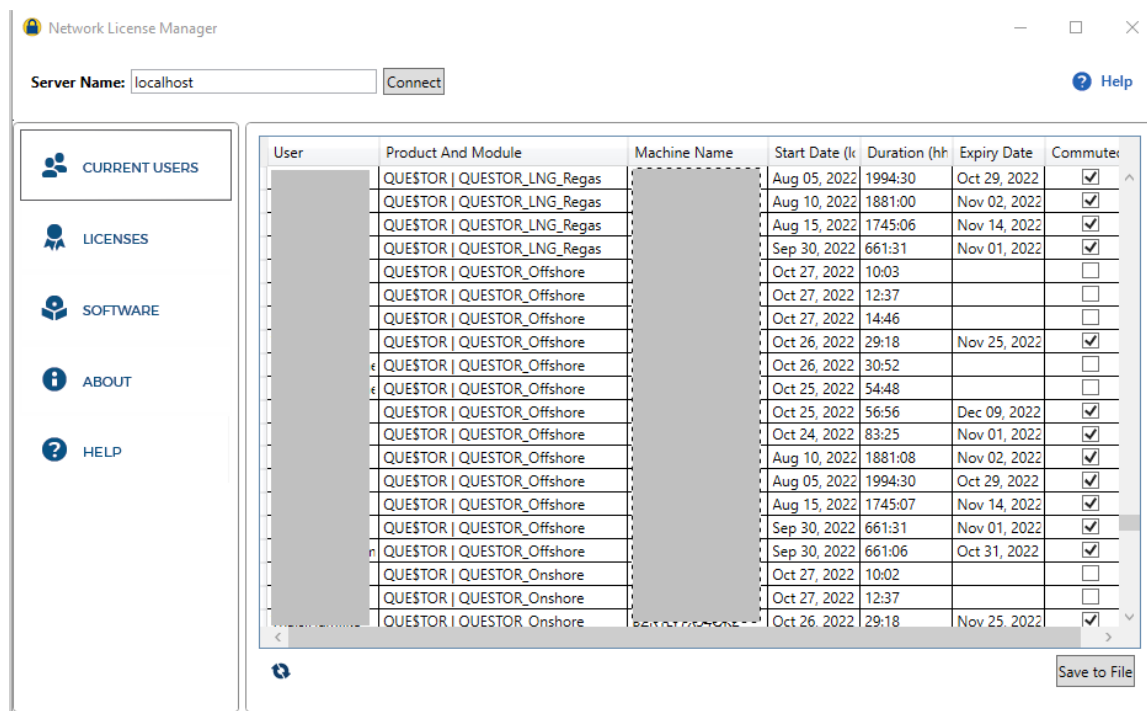 Network License Manager
Server Name: localhost Connect Help
CURRENT USERS
LICENSES
SOFTWARE
ABOUT
HELP
User Product And Module Machine Name Start Date (lo Duration (hh Expiry Date Commuted
QUE$TOR | QUESTOR_LNG_Regas Aug 05, 2022 1994:30 Oct 29, 2022
QUE$TOR | QUESTOR_LNG_Regas Aug 10, 2022 1881:00 Nov 02, 2022
QUE$TOR | QUESTOR_LNG_Regas Aug 15, 2022 1745:06 Nov 14, 2022
QUE$TOR | QUESTOR_LNG_Regas Sep 30, 2022 661:31 Nov 01, 2022
QUE$TOR | QUESTOR_Offshore Oct 27, 2022 10:03
QUE$TOR | QUESTOR_Offshore Oct 27, 2022 12:37
QUE$TOR | QUESTOR_Offshore Oct 27, 2022 14:46
QUE$TOR | QUESTOR_Offshore Oct 26, 2022 29:18 Nov 25, 2022
QUE$TOR | QUESTOR_Offshore Oct 26, 2022 30:52
QUE$TOR | QUESTOR_Offshore Oct 25, 2022 54:48
QUE$TOR | QUESTOR_Offshore Oct 25, 2022 56:56 Dec 09, 2022
QUE$TOR | QUESTOR_Offshore Oct 24, 2022 83:25 Nov 01, 2022
QUE$TOR | QUESTOR_Offshore Aug 10, 2022 1881:08 Nov 02, 2022
QUE$TOR | QUESTOR_Offshore Aug 05, 2022 1994:30 Oct 29, 2022
QUE$TOR | QUESTOR_Offshore Aug 15, 2022 1745:07 Nov 14, 2022
QUE$TOR | QUESTOR_Offshore Sep 30, 2022 661:31 Nov 01, 2022
QUE$TOR | QUESTOR_Offshore Sep 30, 2022 661:06 Oct 31, 2022
QUE$TOR | QUESTOR_Onshore Oct 27, 2022 10:02
QUE$TOR | QUESTOR_Onshore Oct 27, 2022 12:37
QUE$TOR | QUESTOR_Onshore Oct 26, 2022 29:18 Nov 25, 2022
Save to File